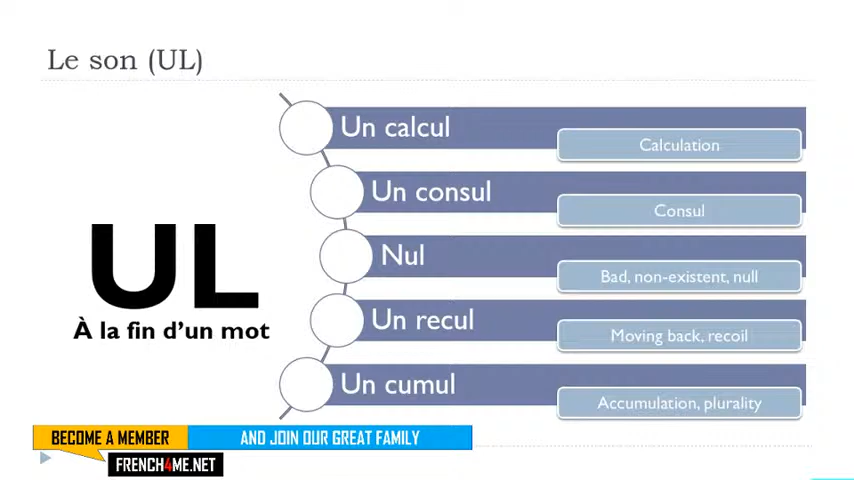 Le son (UL)
Un calcul
Calculation
Un consul
Consul
UL
À la fin d'un mot
Nul
Bad, non-existent, null
Un recul
Moving back, recoil
Un cumul
Accumulation, plurality
BECOME A MEMBER
AND JOIN OUR GREAT FAMILY
FRENCH4ME.NET